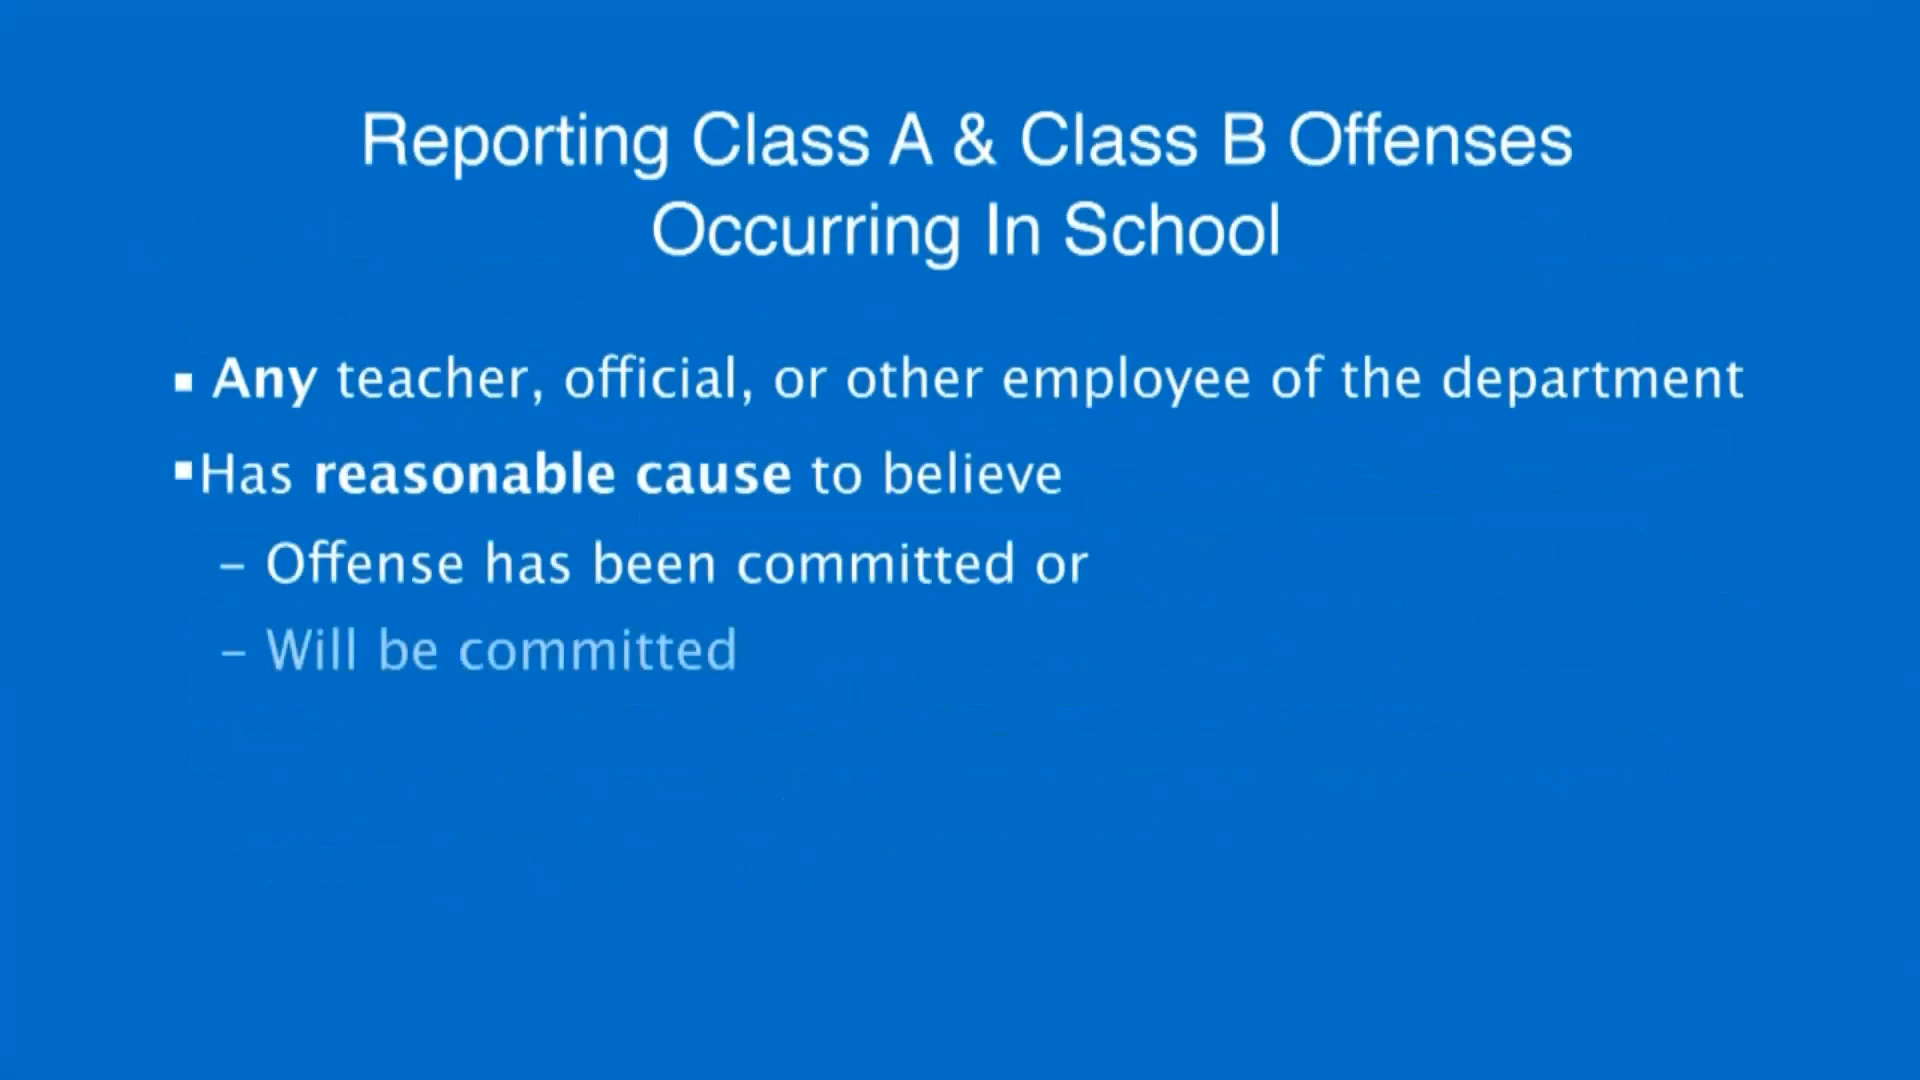 Reporting Class A & Class B Offenses
Occurring In School
▪ Any teacher, official, or other employee of the department
▪Has reasonable cause to believe
– Offense has been committed or
– Will be committed